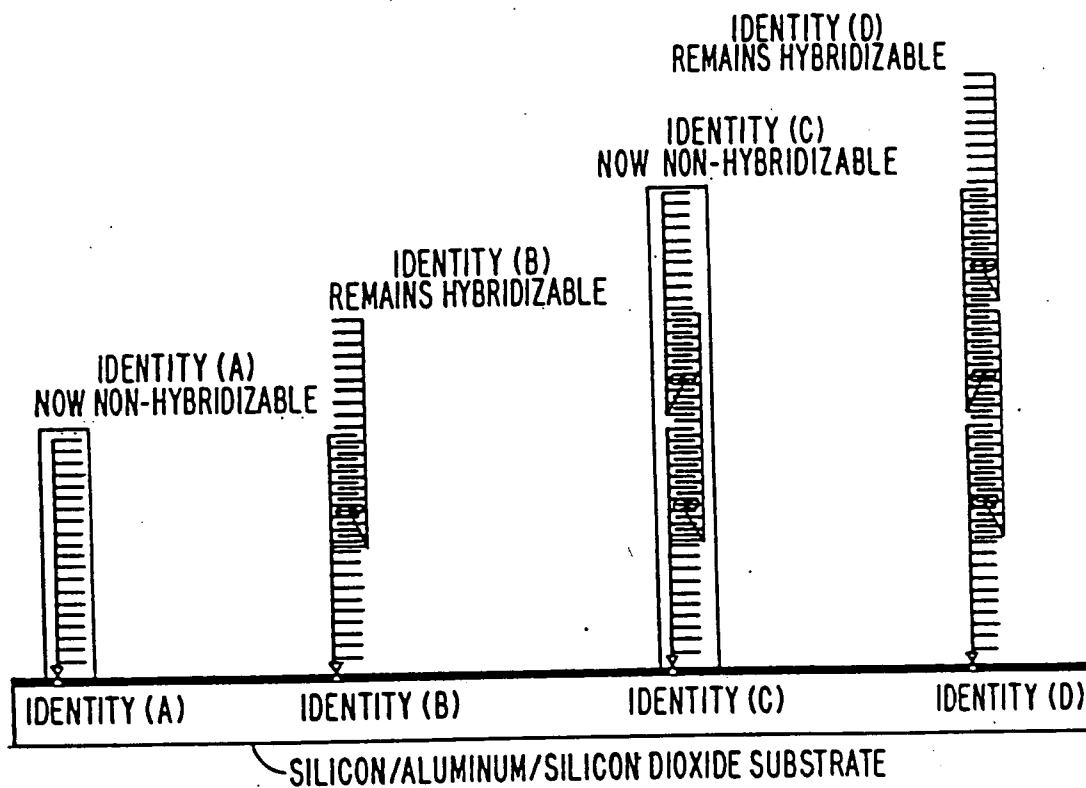 IDENTITY (D)
REMAINS HYBRIDIZABLE
IDENTITY (C)
NOW NON-HYBRIDIZABLE
IDENTITY (B)
REMAINS HYBRIDIZABLE
IDENTITY (A)
NOW NON-HYBRIDIZABLE
IDENTITY (A) IDENTITY (B) IDENTITY (C) IDENTITY (D)
SILICON/ALUMINUM/SILICON DIOXIDE SUBSTRATE